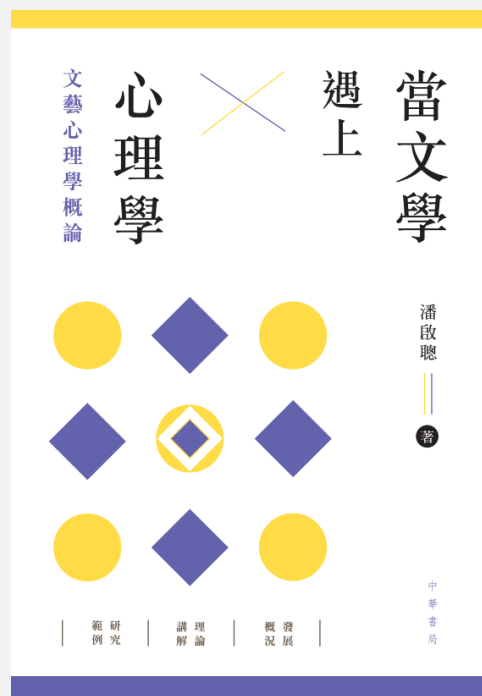 當文學
遇上
心理學
文藝心理學概論
潘啟聰
著
發展
概況
理論
講解
研究
範例
中華書局